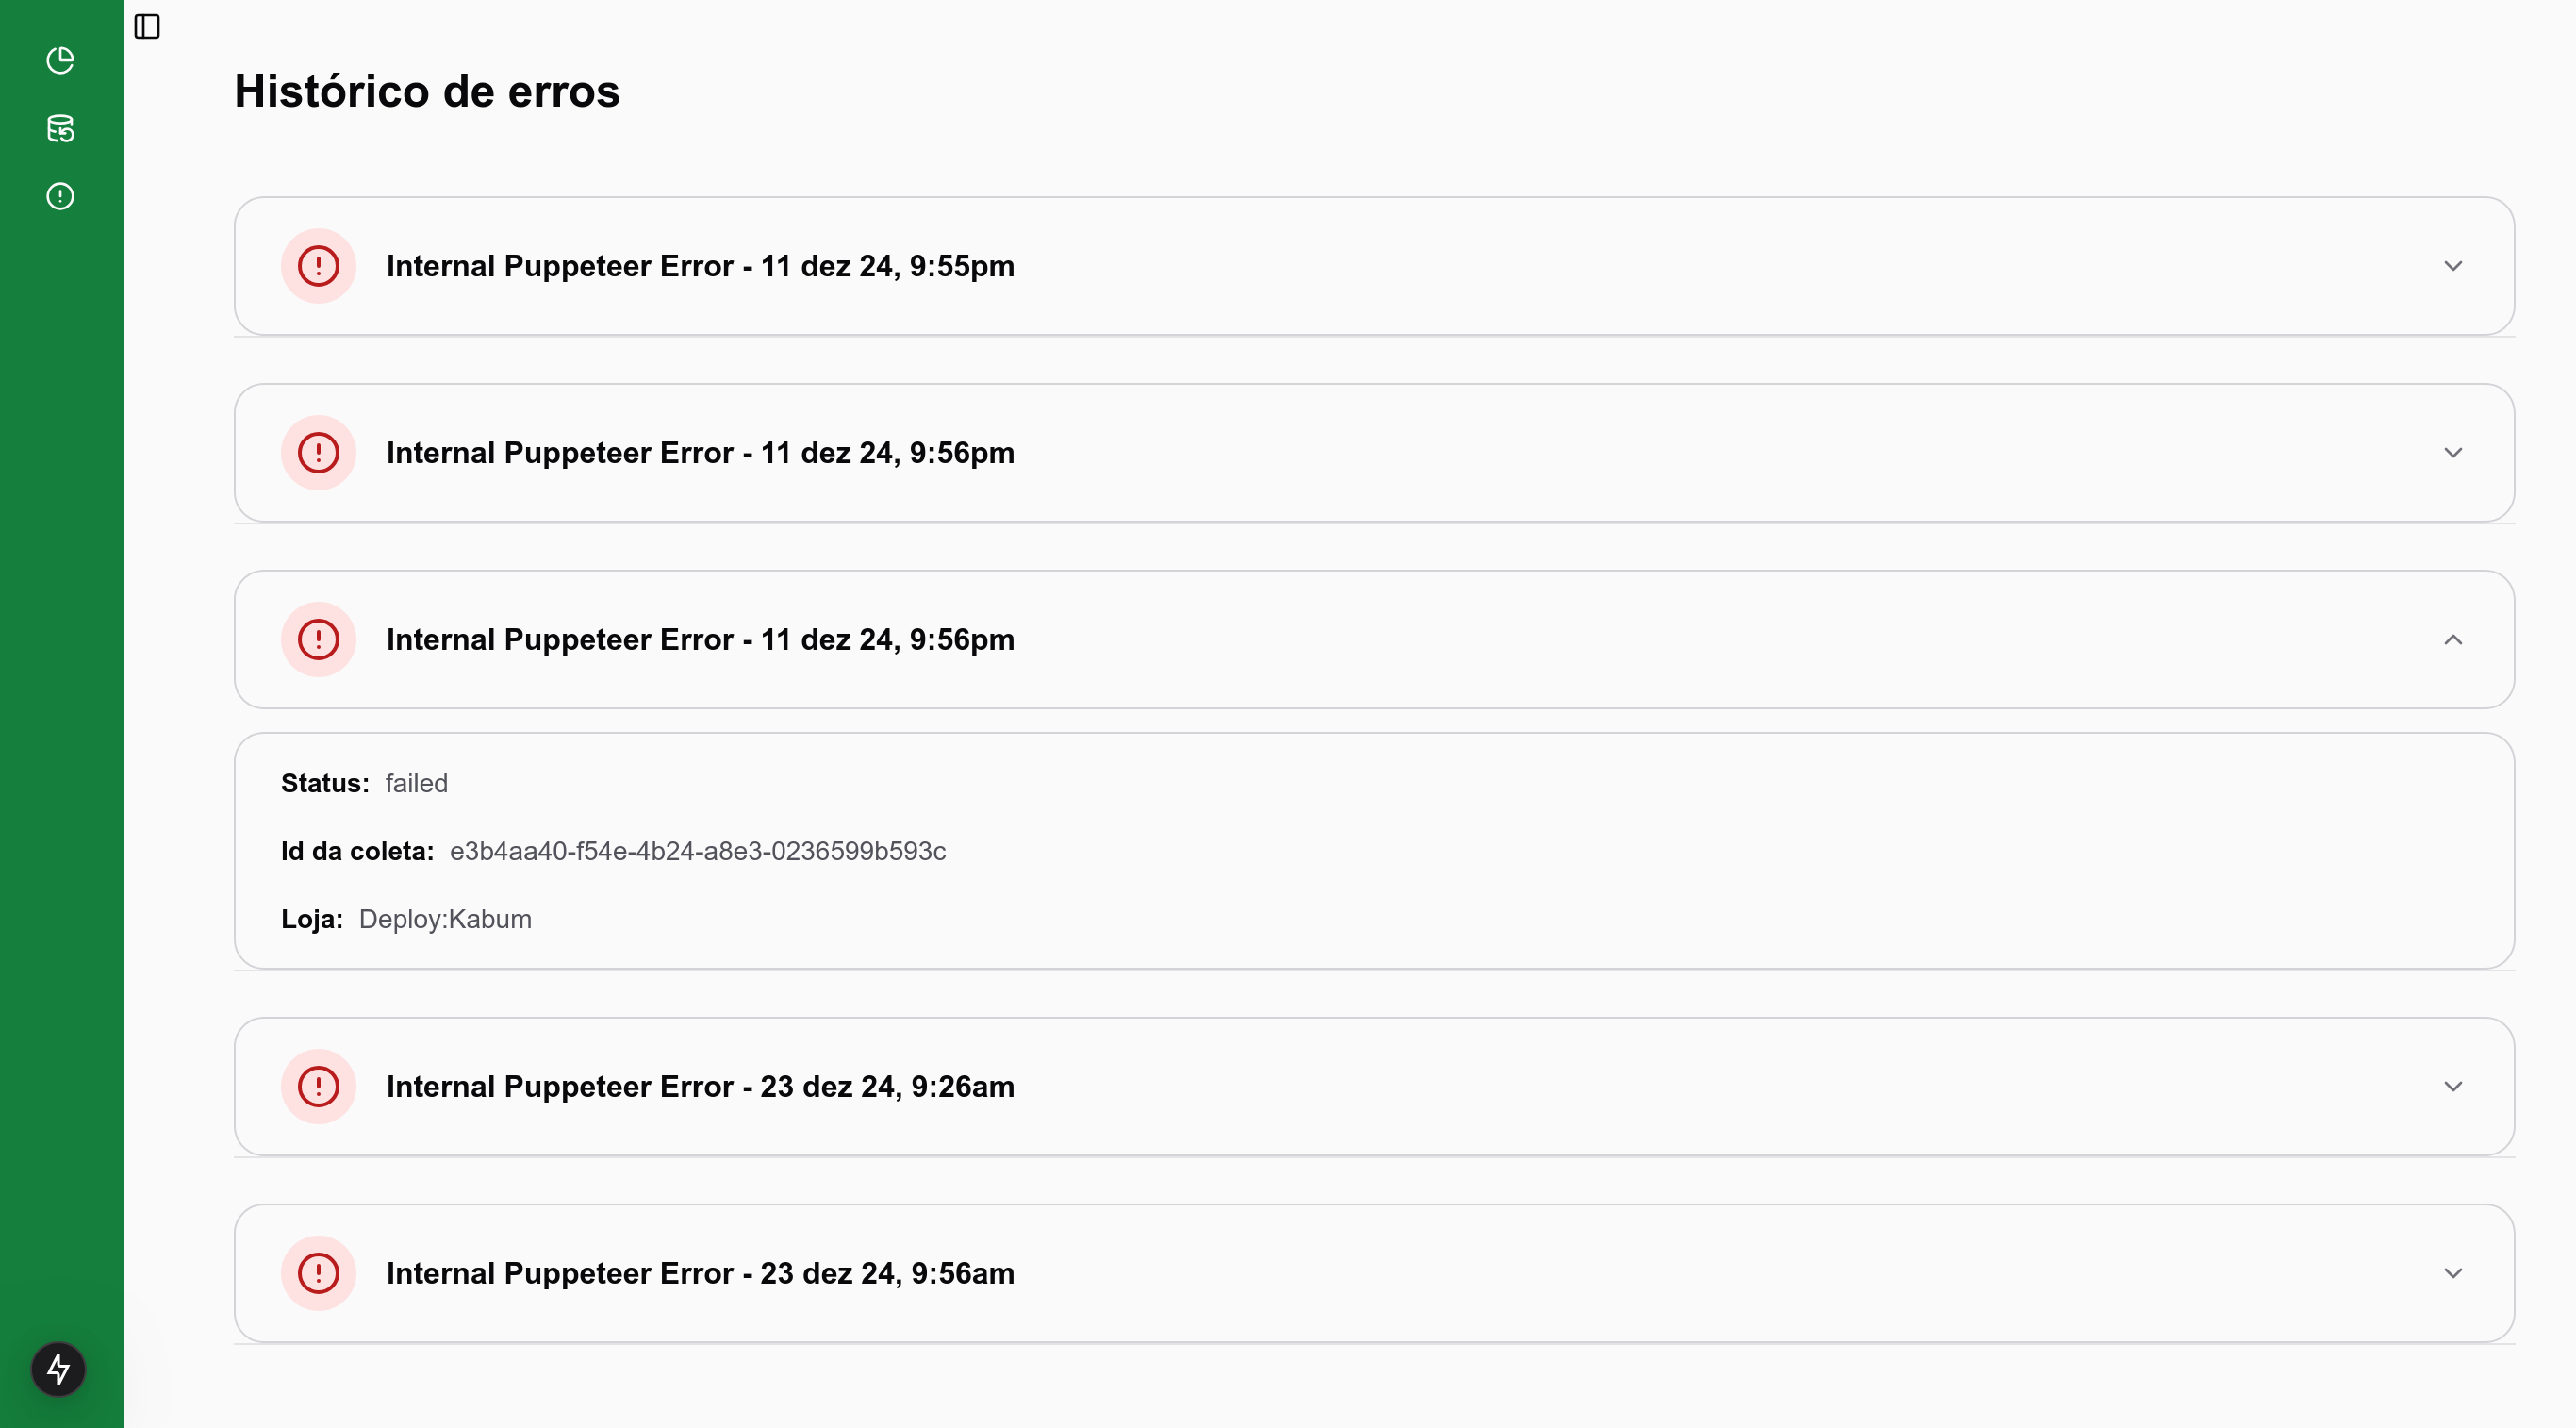 Histórico de erros
Internal Puppeteer Error - 11 dez 24, 9:55pm
Internal Puppeteer Error - 11 dez 24, 9:56pm
Internal Puppeteer Error - 11 dez 24, 9:56pm
Status: failed
Id da coleta: e3b4aa40-f54e-4b24-a8e3-0236599b593c
Loja: Deploy:Kabum
Internal Puppeteer Error - 23 dez 24, 9:26am
Internal Puppeteer Error - 23 dez 24, 9:56am